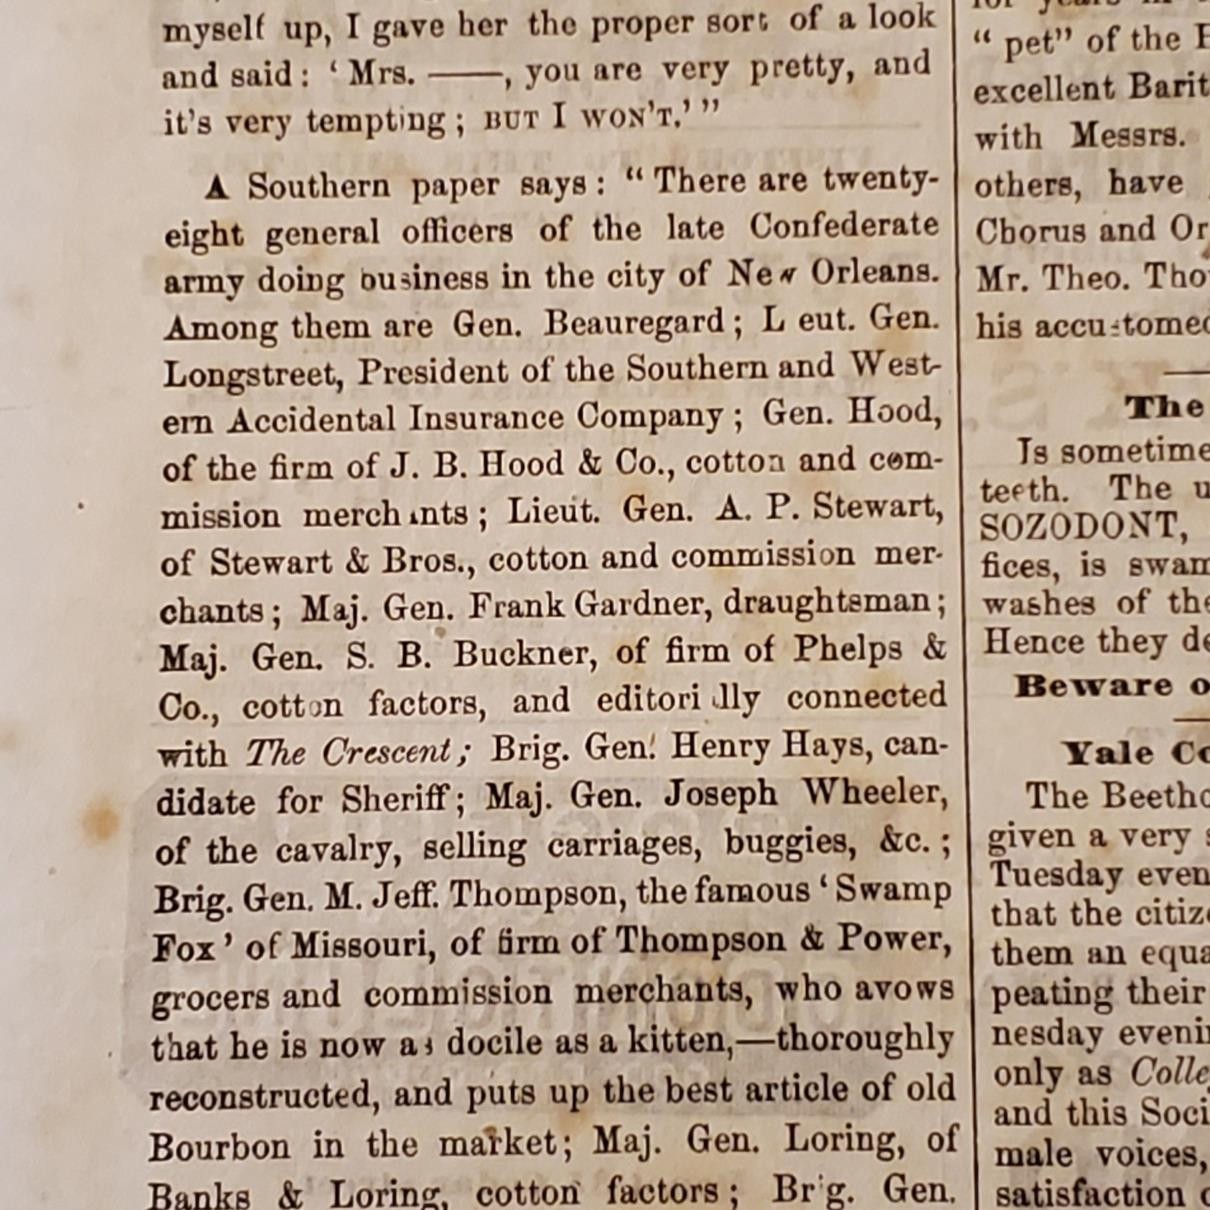 myself up, I gave her the proper sort of a look
and said: ‘Mrs. ——, you are very pretty, and
it's very tempting; BUT I WON'T.’”
A Southern paper says: “There are twenty-
eight general officers of the late Confederate
army doing business in the city of New Orleans.
Among them are Gen. Beauregard; L eut. Gen.
Longstreet, President of the Southern and West-
ern Accidental Insurance Company; Gen. Hood,
of the firm of J. B. Hood & Co., cotton and com-
mission merchants; Lieut. Gen. A. P. Stewart,
of Stewart & Bros., cotton and commission mer-
chants; Maj. Gen. Frank Gardner, draughtsman;
Maj. Gen. S. B. Buckner, of firm of Phelps &
Co., cotton factors, and editorially connected
with The Crescent; Brig. Gen. Henry Hays, can-
didate for Sheriff; Maj. Gen. Joseph Wheeler,
of the cavalry, selling carriages, buggies, &c.;
Brig. Gen. M. Jeff. Thompson, the famous ‘Swamp
Fox’ of Missouri, of firm of Thompson & Power,
grocers and commission merchants, who avows
that he is now as docile as a kitten,—thoroughly
reconstructed, and puts up the best article of old
Bourbon in the market; Maj. Gen. Loring, of
Banks & Loring, cotton factors; Brig. Gen.
for years in
“pet” of the
excellent Barit
with Messrs.
others, have
Chorus and Or
Mr. Theo. Tho
his accustomed
The
Is sometime
teeth. The u
SOZODONT,
fices, is swam
washes of the
Hence they de
Beware o
Yale Co
The Beetho
given a very s
Tuesday even
that the citize
them an equa
peating their
nesday eveni
only as Colle
and this Soci
male voices,
satisfaction o